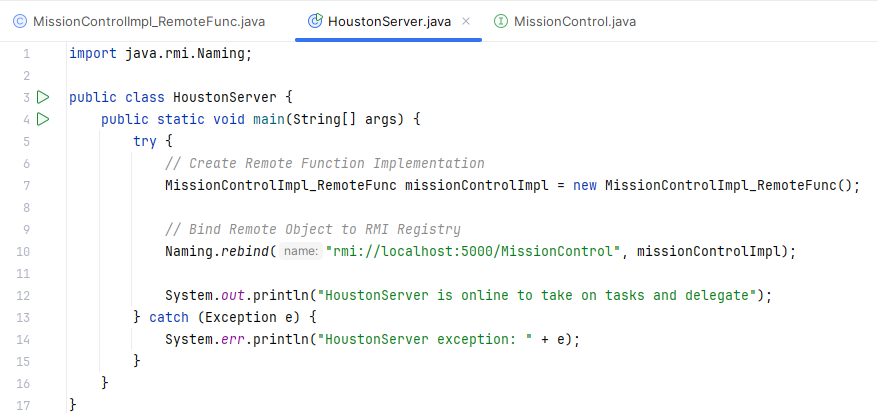 MissionControlImpl_RemoteFunc.java HoustonServer.java MissionControl.java
1 import java.rmi.Naming;
2
3 public class HoustonServer {
4 public static void main(String[] args) {
5 try {
6 // Create Remote Function Implementation
7 MissionControlImpl_RemoteFunc missionControlImpl = new MissionControlImpl_RemoteFunc();
8
9 // Bind Remote Object to RMI Registry
10 Naming.rebind( name: "rmi://localhost:5000/MissionControl", missionControlImpl);
11
12 System.out.println("HoustonServer is online to take on tasks and delegate");
13 } catch (Exception e) {
14 System.err.println("HoustonServer exception: " + e);
15 }
16 }
17 }